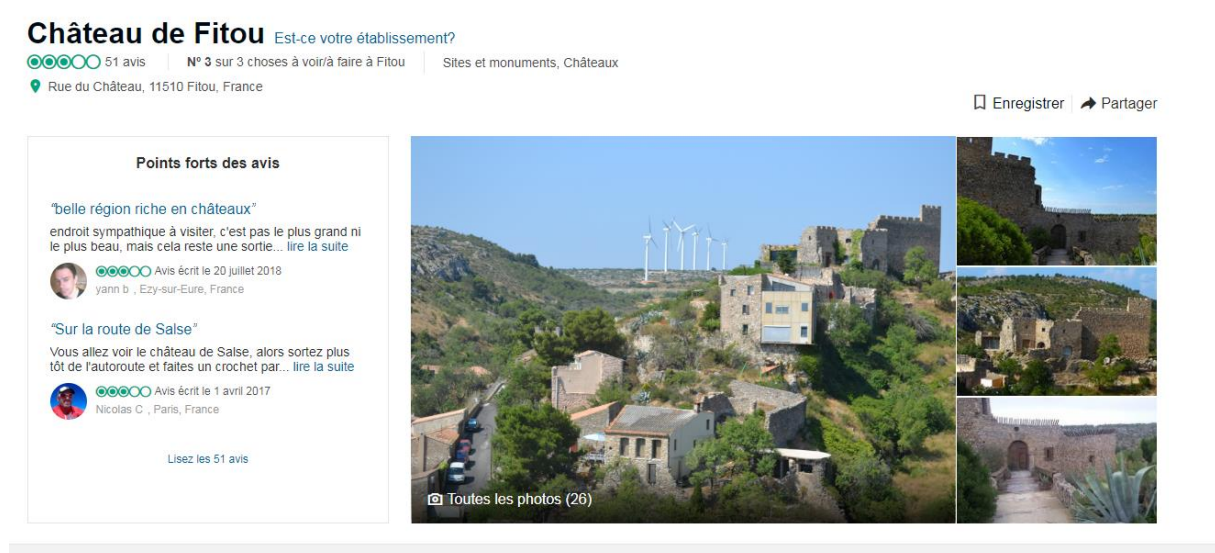 Château de Fitou Est-ce votre établissement?
51 avis Nº 3 sur 3 choses à voir/à faire à Fitou Sites et monuments, Châteaux
Rue du Château, 11510 Fitou, France
Enregistrer Partager
Points forts des avis
“belle région riche en châteaux”
endroit sympathique à visiter, c'est pas le plus grand ni
le plus beau, mais cela reste une sortie... lire la suite
Avis écrit le 20 juillet 2018
yann b , Ezy-sur-Eure, France
“Sur la route de Salse”
Vous allez voir le château de Salse, alors sortez plus
tôt de l'autoroute et faites un crochet par... lire la suite
Avis écrit le 1 avril 2017
Nicolas C , Paris, France
Lisez les 51 avis
Toutes les photos (26)